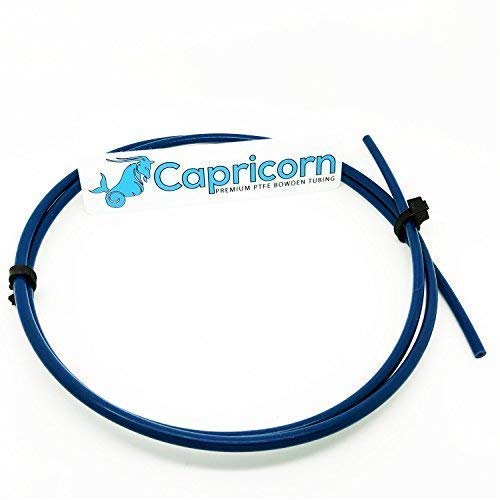 Capricorn
PREMIUM PTFE BOWDEN TUBING